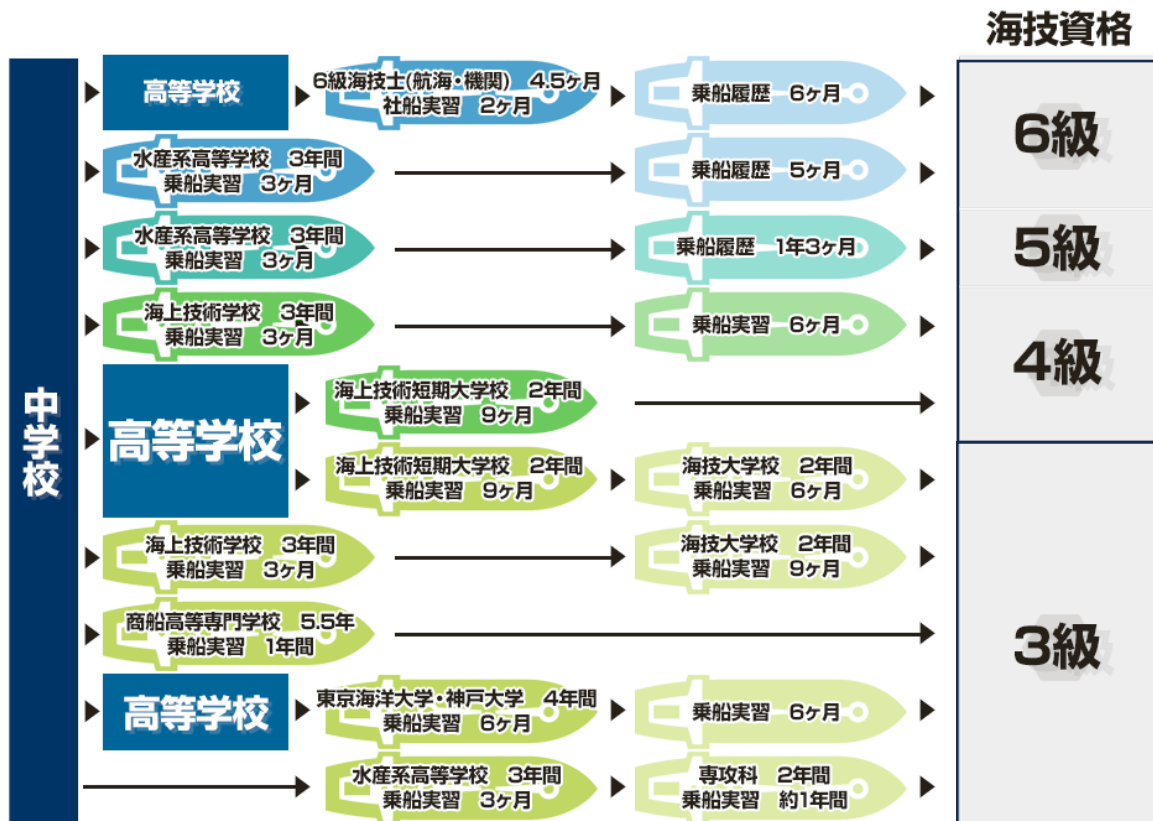 海技資格
中学校
高等学校
6級海技士(航海・機関) 4.5ヶ月
社船実習 2ヶ月
乗船履歴 6ヶ月
6級
水産系高等学校 3年間
乗船実習 3ヶ月
乗船履歴 5ヶ月
水産系高等学校 3年間
乗船実習 3ヶ月
乗船履歴 1年3ヶ月
5級
海上技術学校 3年間
乗船実習 3ヶ月
乗船実習 6ヶ月
4級
高等学校
海上技術短期大学校 2年間
乗船実習 9ヶ月
海上技術短期大学校 2年間
乗船実習 9ヶ月
海技大学校 2年間
乗船実習 6ヶ月
海上技術学校 3年間
乗船実習 3ヶ月
海技大学校 2年間
乗船実習 9ヶ月
商船高等専門学校 5.5年
乗船実習 1年間
3級
高等学校
東京海洋大学・神戸大学 4年間
乗船実習 6ヶ月
乗船実習 6ヶ月
水産系高等学校 3年間
乗船実習 3ヶ月
専攻科 2年間
乗船実習 約1年間